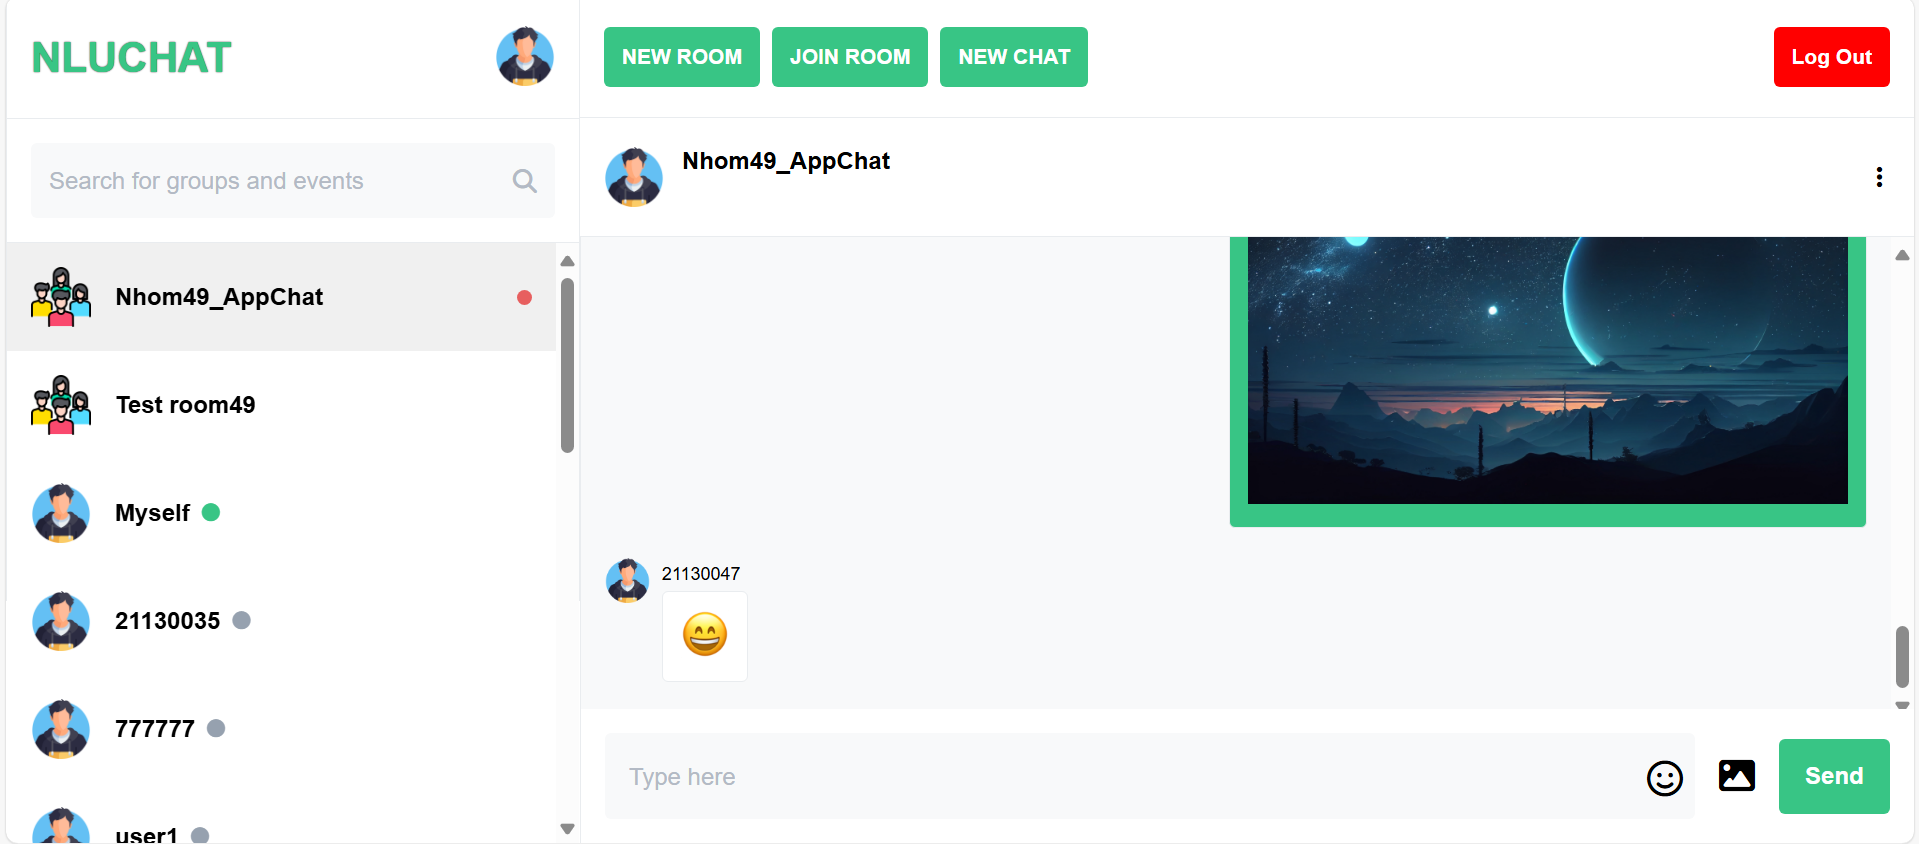 NLUCHAT
NEW ROOM
JOIN ROOM
NEW CHAT
Log Out
Search for groups and events
Nhom49_AppChat
Test room49
Myself
21130035
777777
user1
Nhom49_AppChat
21130047
Type here
Send